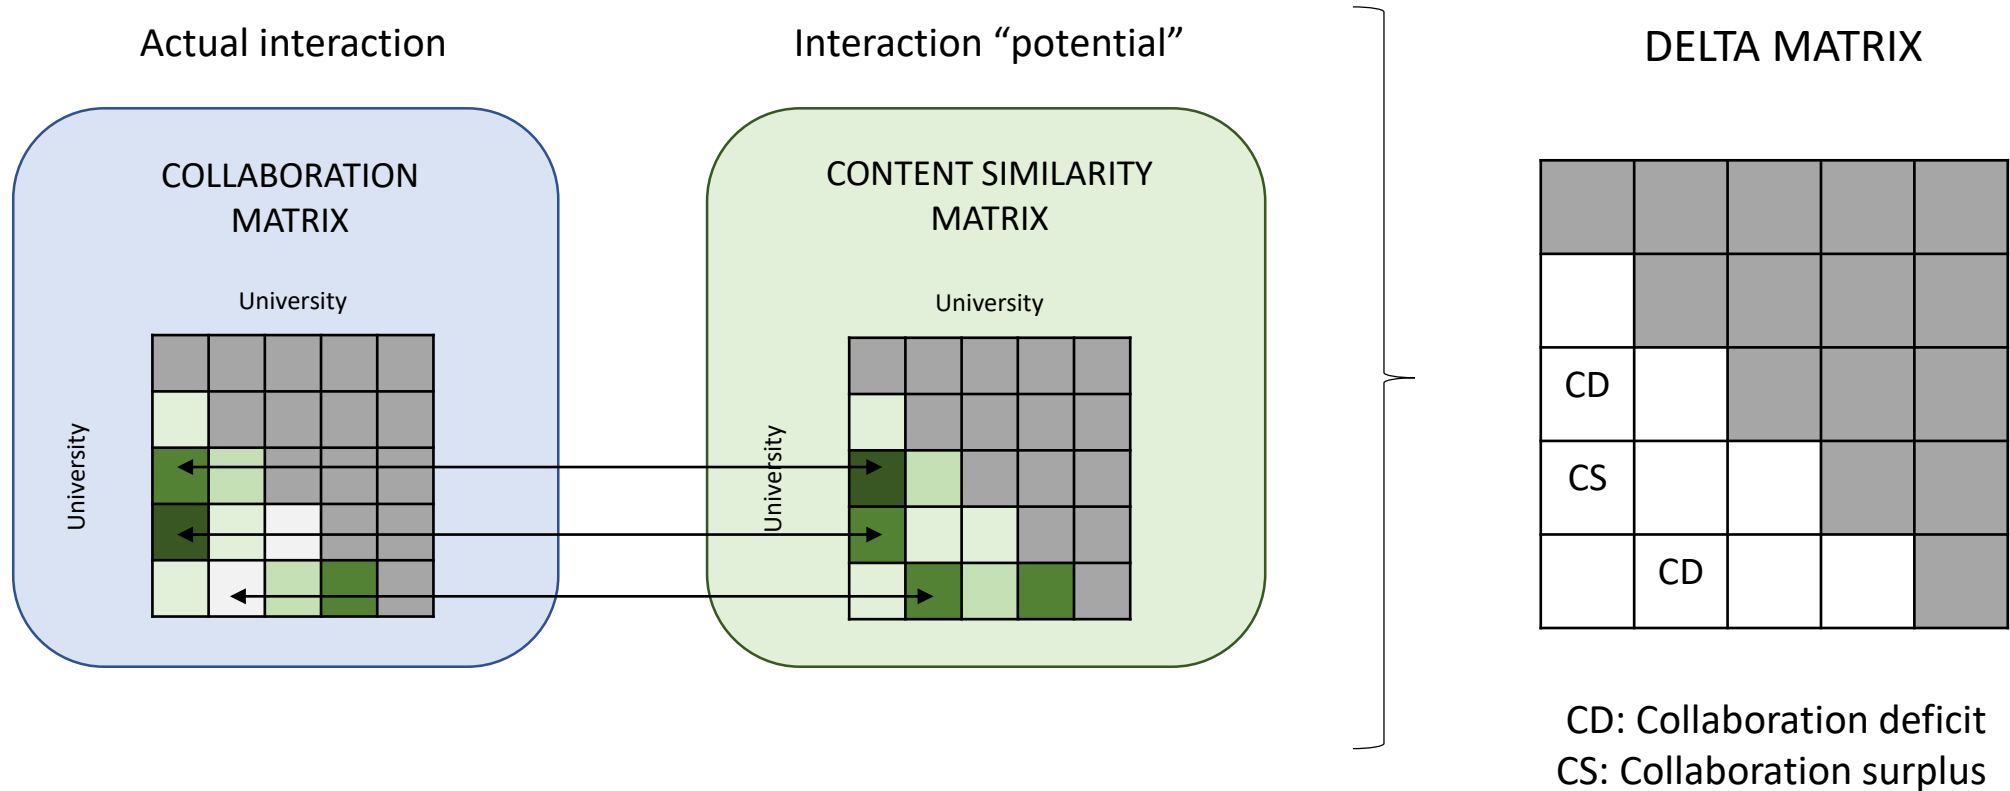 Actual interaction
COLLABORATION
MATRIX
University
University
Interaction “potential”
CONTENT SIMILARITY
MATRIX
University
University
DELTA MATRIX
CD
CS
CD
CD: Collaboration deficit
CS: Collaboration surplus